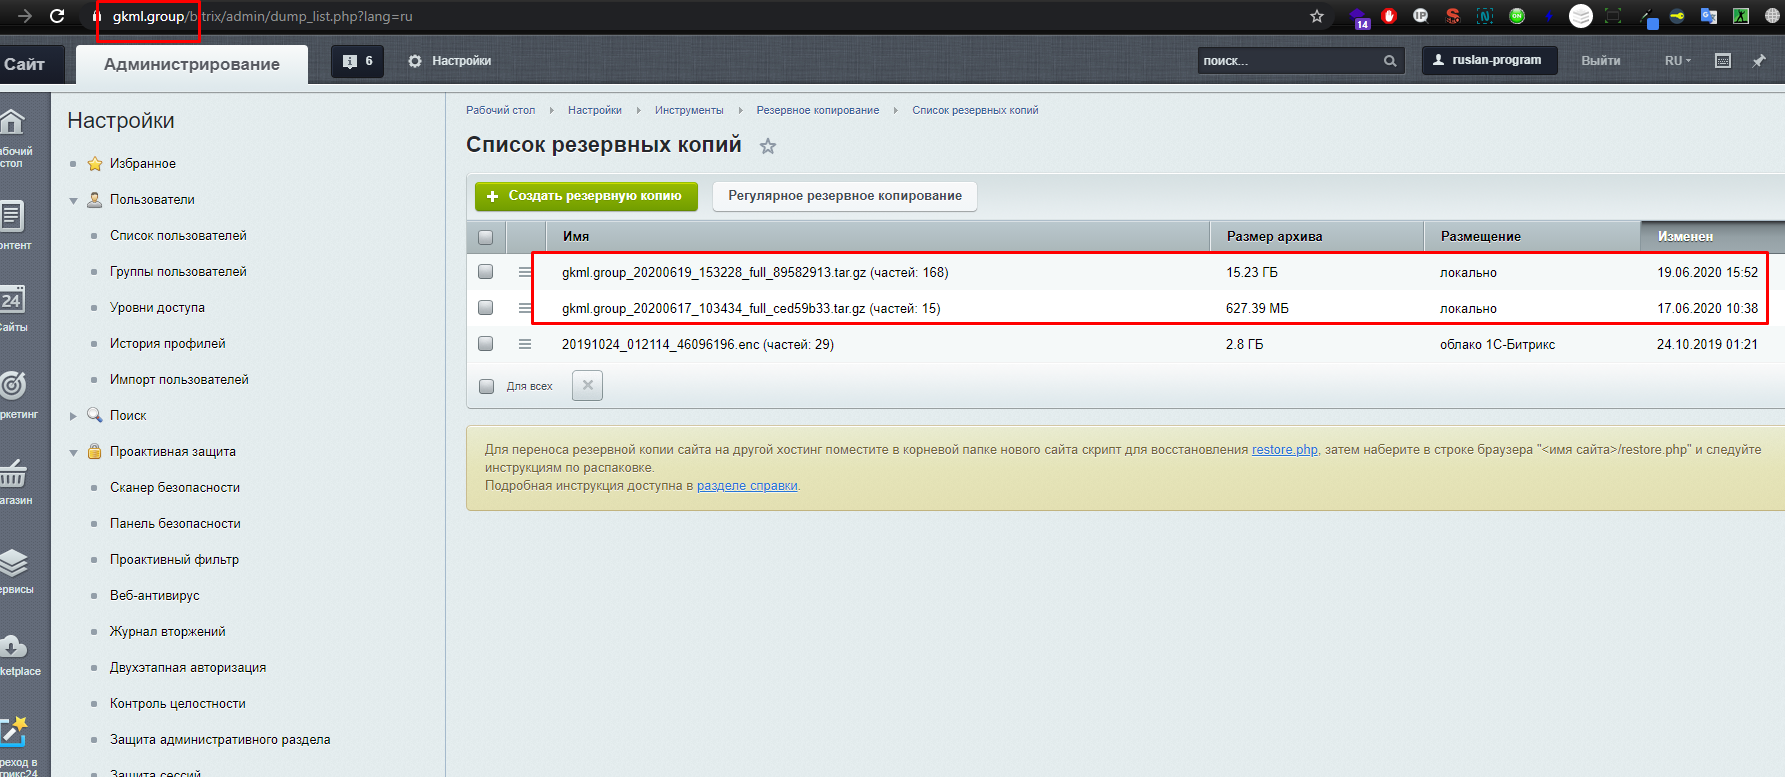 gkml.group/bitrix/admin/dump_list.php?lang=ru
14
Сайт
Администрирование
6
Настройки
поиск...
ruslan-program
Выйти
RU
Настройки
Избранное
Пользователи
Список пользователей
Группы пользователей
Уровни доступа
История профилей
Импорт пользователей
Поиск
Проактивная защита
Сканер безопасности
Панель безопасности
Проактивный фильтр
Веб-антивирус
Журнал вторжений
Двухэтапная авторизация
Контроль целостности
Защита административного раздела
Защита сессий
бочий
стол
онтент
24
Сайты
ркетинг
агазин
ервисы
ketplace
реход в
трикс24
Рабочий стол
Настройки
Инструменты
Резервное копирование
Список резервных копий
Список резервных копий
Создать резервную копию
Регулярное резервное копирование
Имя Размер архива Размещение Изменен
gkml.group_20200619_153228_full_89582913.tar.gz (частей: 168) 15.23 ГБ локально 19.06.2020 15:52
gkml.group_20200617_103434_full_ced59b33.tar.gz (частей: 15) 627.39 МБ локально 17.06.2020 10:38
20191024_012114_46096196.enc (частей: 29) 2.8 ГБ облако 1С-Битрикс 24.10.2019 01:21
Для всех
Для переноса резервной копии сайта на другой хостинг поместите в корневой папке нового сайта скрипт для восстановления restore.php, затем наберите в строке браузера "<имя сайта>/restore.php" и следуйте
инструкциям по распаковке.
Подробная инструкция доступна в разделе справки.